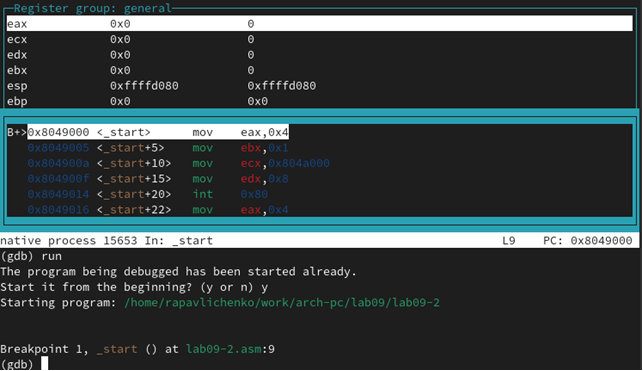 Register group: general
eax 0x0 0
ecx 0x0 0
edx 0x0 0
ebx 0x0 0
esp 0xffffd080 0xffffd080
ebp 0x0 0x0
B+>0x8049000 <_start> mov eax,0x4
0x8049005 <_start+5> mov ebx,0x1
0x804900a <_start+10> mov ecx,0x804a000
0x804900f <_start+15> mov edx,0x8
0x8049014 <_start+20> int 0x80
0x8049016 <_start+22> mov eax,0x4
native process 15653 In: _start L9 PC: 0x8049000
(gdb) run
The program being debugged has been started already.
Start it from the beginning? (y or n) y
Starting program: /home/rapavlichenko/work/arch-pc/lab09/lab09-2
Breakpoint 1, _start () at lab09-2.asm:9
(gdb)